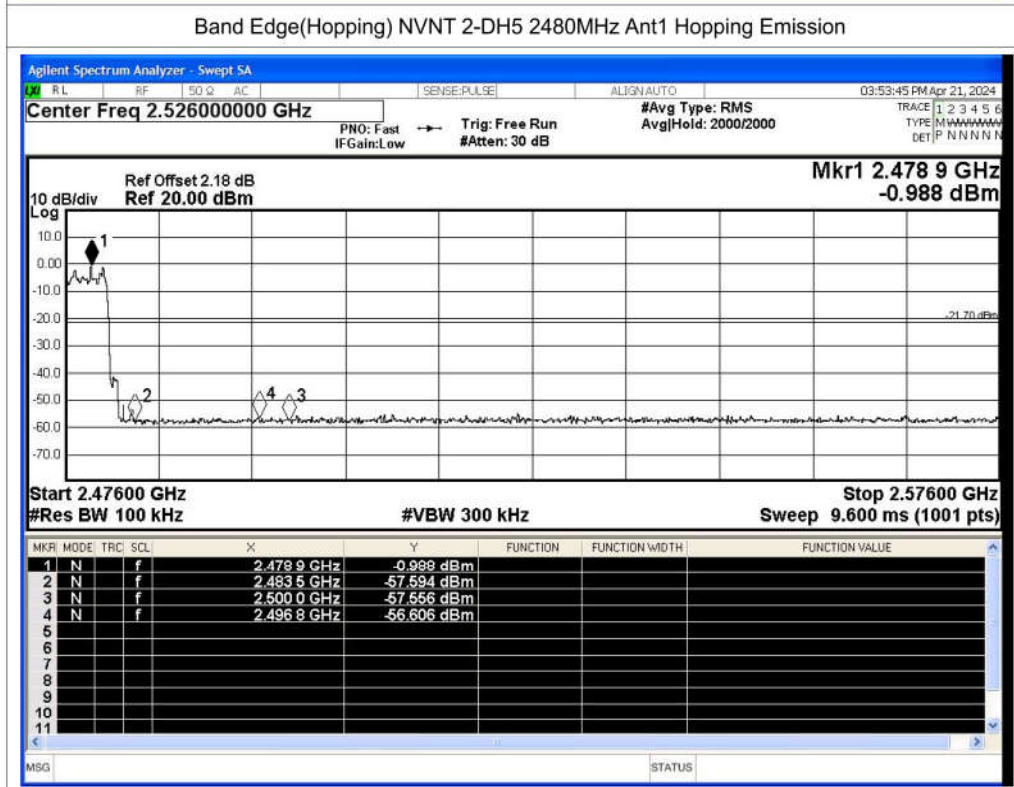 Band Edge(Hopping) NVNT 2-DH5 2480MHz Ant1 Hopping Emission
Agilent Spectrum Analyzer - Swept SA
LXI RL RF 50 Ω AC SENSE:PULSE ALIGNAUTO 03:53:45 PM Apr 21, 2024
Center Freq 2.526000000 GHz
PNO: Fast
IFGain:Low
Trig: Free Run
#Atten: 30 dB
#Avg Type: RMS
Avg|Hold: 2000/2000
TRACE 1 2 3 4 5 6
TYPE M
DET P N N N N N
Mkr1 2.478 9 GHz
-0.988 dBm
Ref Offset 2.18 dB
10 dB/div Ref 20.00 dBm
Log
10.0
0.00
-10.0
-20.0
-30.0
-40.0
-50.0
-60.0
-70.0
1
-21.70 dBm
2
4
3
Start 2.47600 GHz Stop 2.57600 GHz
#Res BW 100 kHz #VBW 300 kHz Sweep 9.600 ms (1001 pts)
MKR MODE TRC SCL X Y FUNCTION FUNCTION WIDTH FUNCTION VALUE
1 N f 2.478 9 GHz -0.988 dBm
2 N f 2.483 5 GHz -57.594 dBm
3 N f 2.500 0 GHz -57.556 dBm
4 N f 2.496 8 GHz -56.606 dBm
5
6
7
8
9
10
11
MSG STATUS